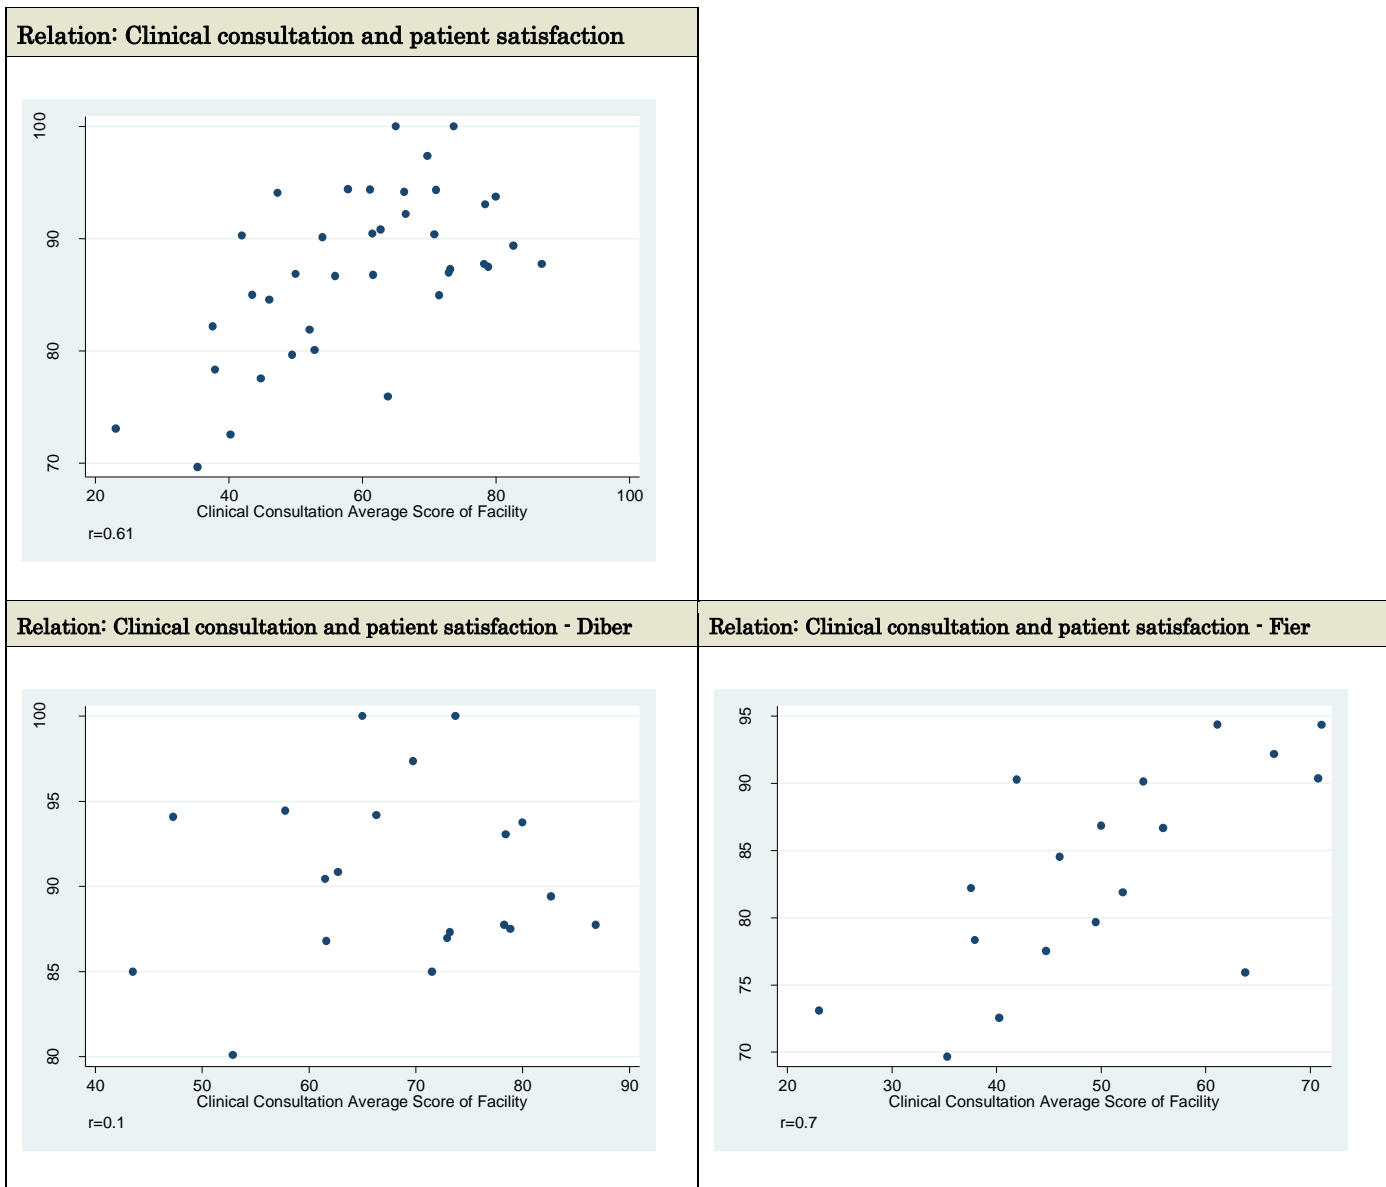 Relation: Clinical consultation and patient satisfaction
100
90
80
70
20 40 60 80 100
Clinical Consultation Average Score of Facility
r=0.61
Relation: Clinical consultation and patient satisfaction - Diber
100
95
90
85
80
40 50 60 70 80 90
Clinical Consultation Average Score of Facility
r=0.1
Relation: Clinical consultation and patient satisfaction - Fier
95
90
85
80
75
70
20 30 40 50 60 70
Clinical Consultation Average Score of Facility
r=0.7